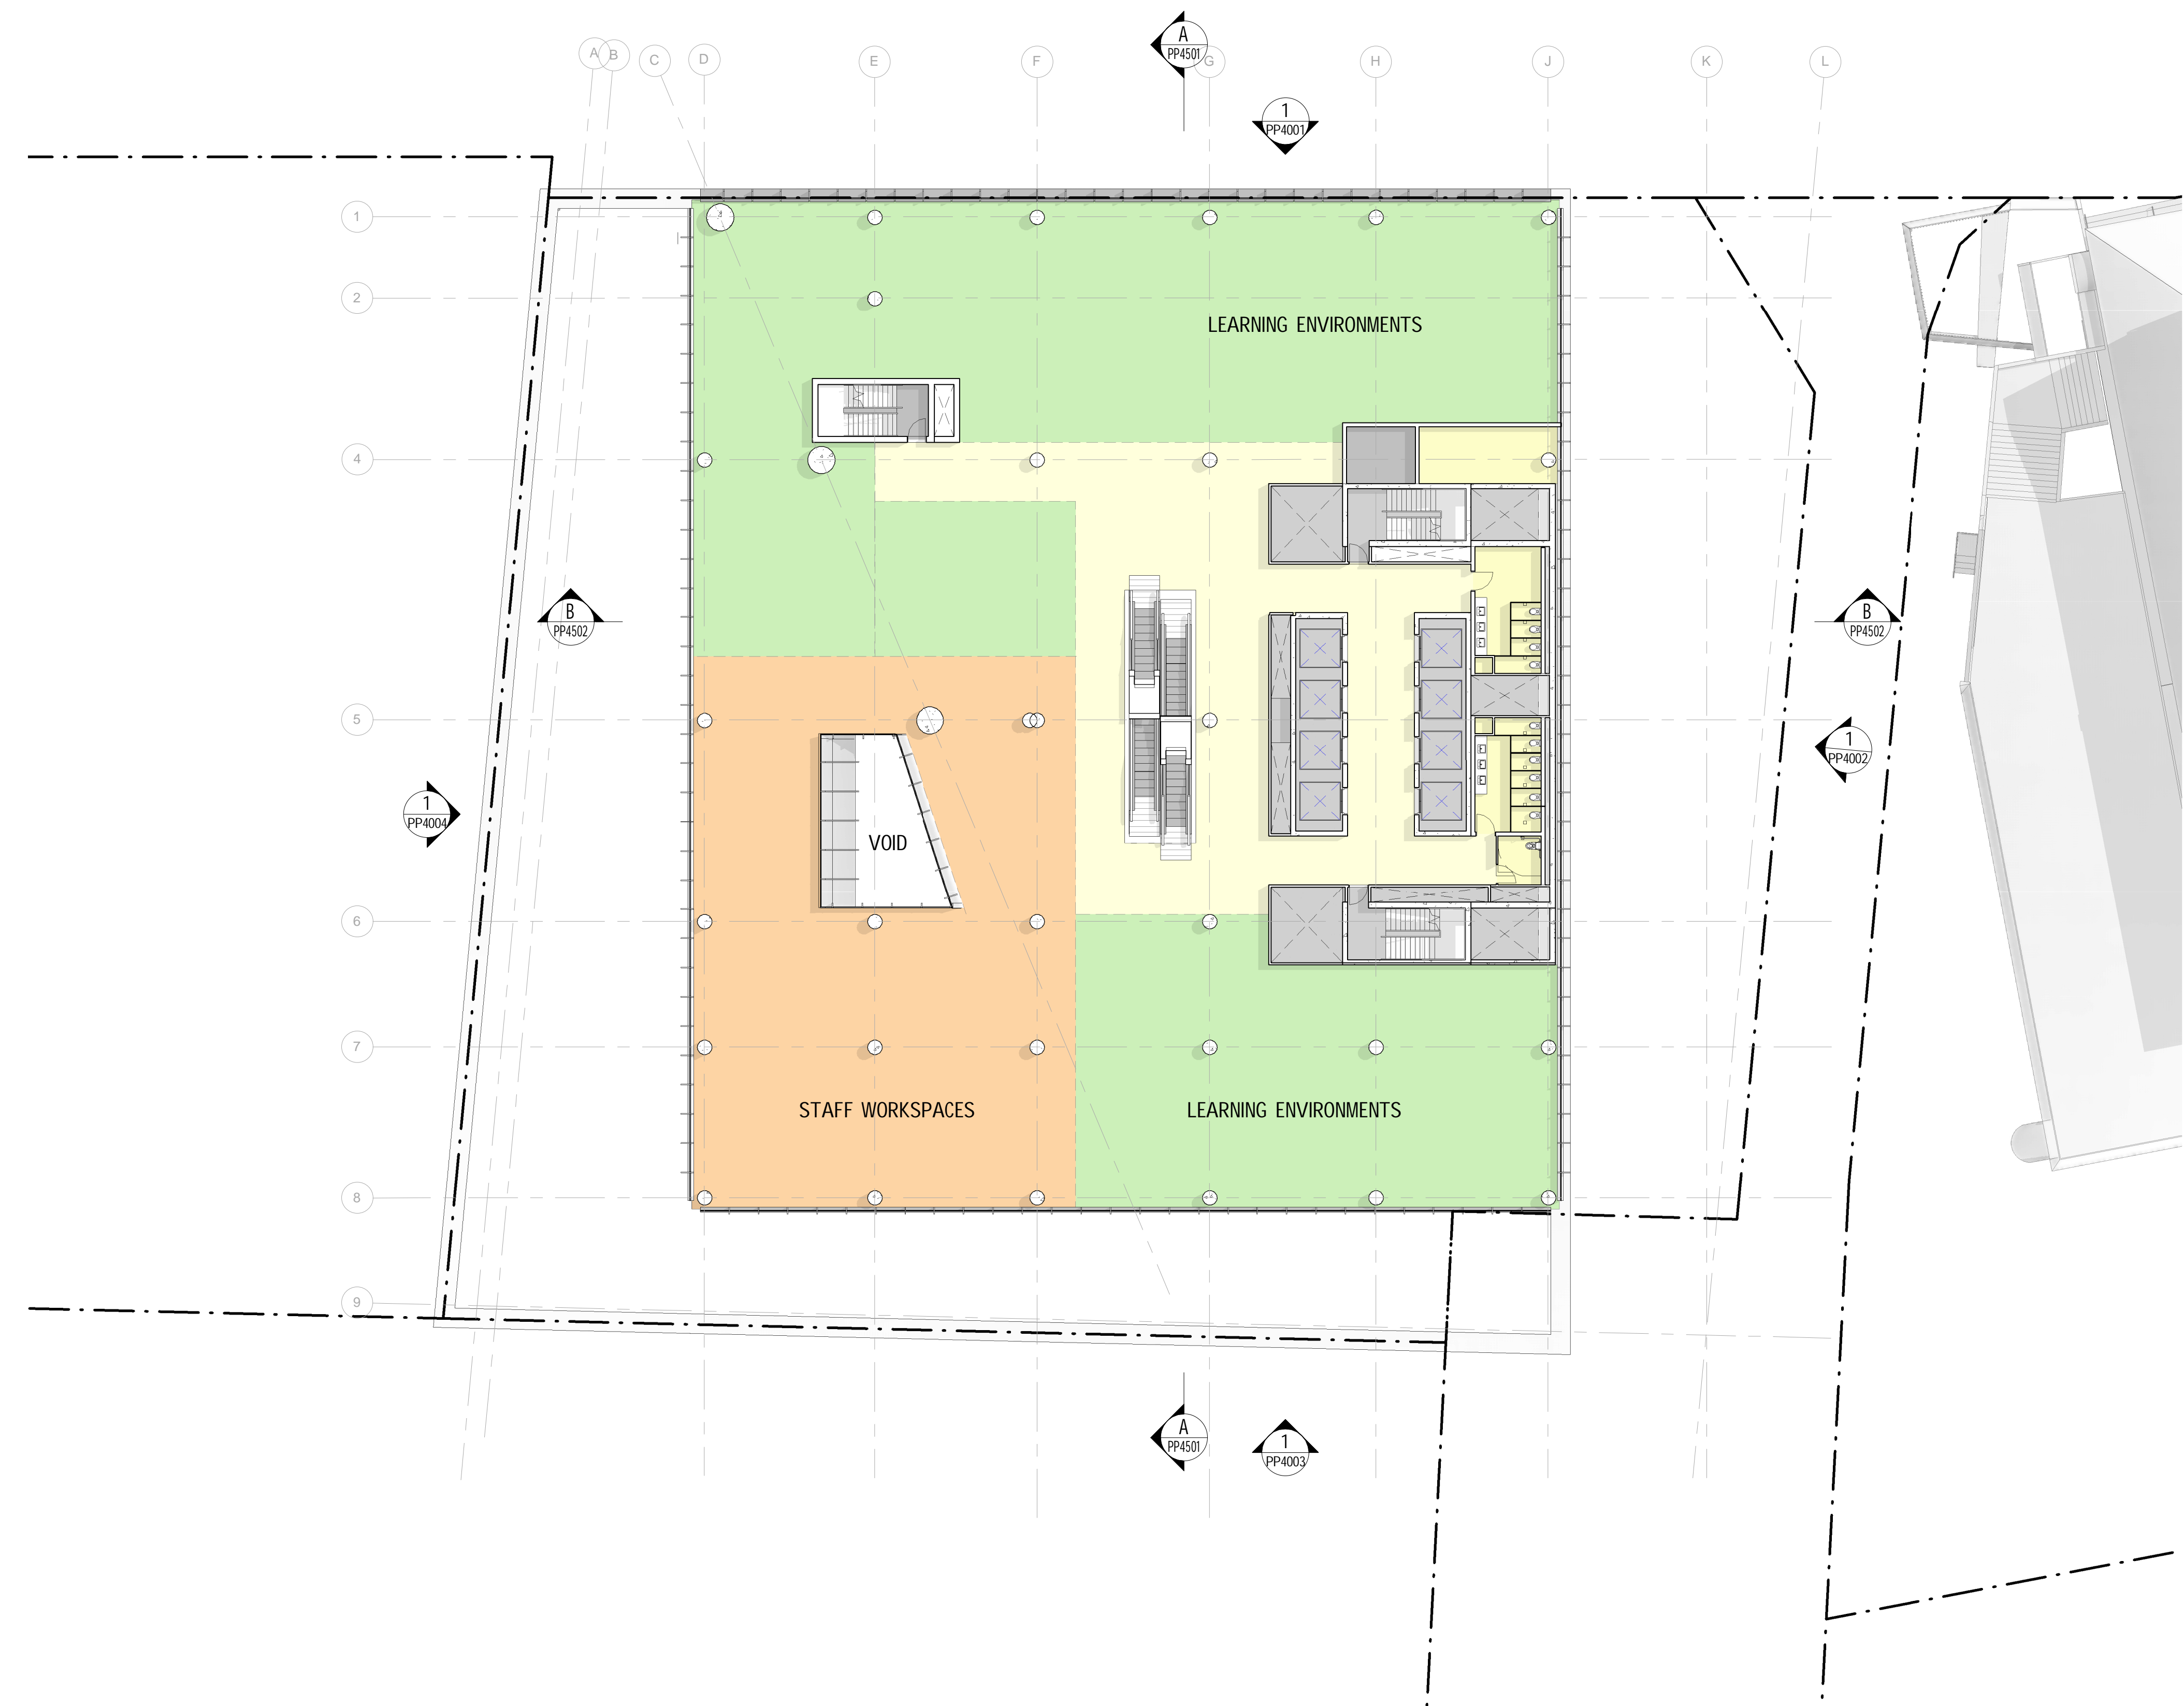 A
PP4501
A
B
C
D
E
F
G
H
J
K
L
1
PP4001
1
2
LEARNING ENVIRONMENTS
4
B
PP4502
B
PP4502
5
1
PP4002
1
PP4004
VOID
6
7
STAFF WORKSPACES
LEARNING ENVIRONMENTS
8
9
A
PP4501
1
PP4003